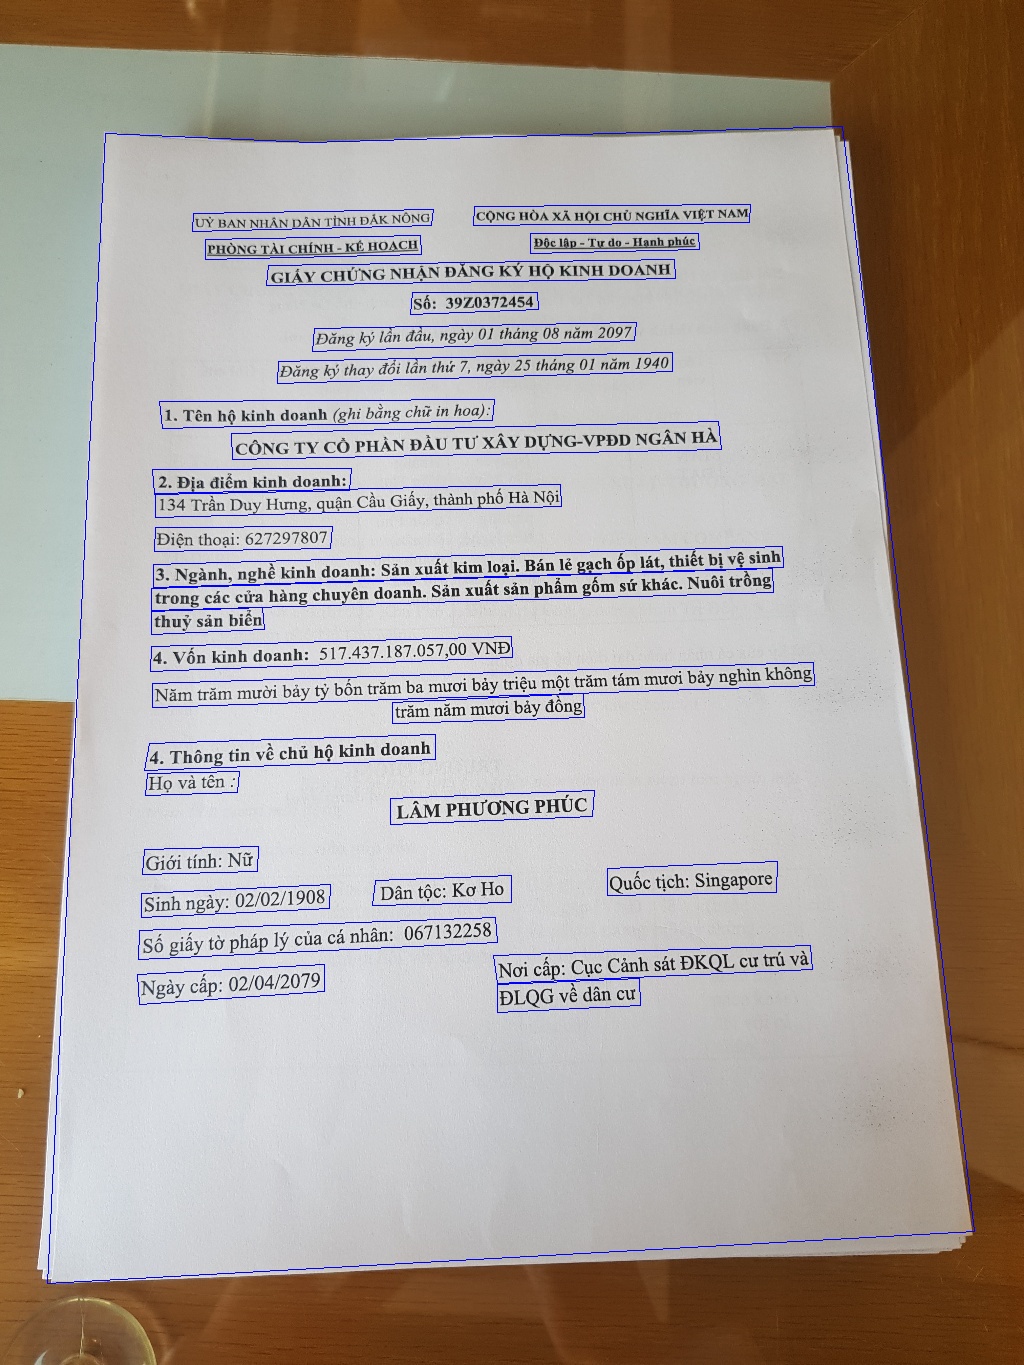 UỶ BAN NHÂN DÂN TỈNH ĐẮK NÔNG
CỘNG HÒA XÃ HỘI CHỦ NGHĨA VIỆT NAM
PHÒNG TÀI CHÍNH - KẾ HOẠCH
Độc lập - Tự do - Hạnh phúc
GIẤY CHỨNG NHẬN ĐĂNG KÝ HỘ KINH DOANH
Số: 39Z0372454
Đăng ký lần đầu, ngày 01 tháng 08 năm 2097
Đăng ký thay đổi lần thứ 7, ngày 25 tháng 01 năm 1940
1. Tên hộ kinh doanh (ghi bằng chữ in hoa):
CÔNG TY CỔ PHẦN ĐẦU TƯ XÂY DỰNG-VPĐD NGÂN HÀ
2. Địa điểm kinh doanh:
134 Trần Duy Hưng, quận Cầu Giấy, thành phố Hà Nội
Điện thoại: 627297807
3. Ngành, nghề kinh doanh: Sản xuất kim loại. Bán lẻ gạch ốp lát, thiết bị vệ sinh
trong các cửa hàng chuyên doanh. Sản xuất sản phẩm gốm sứ khác. Nuôi trồng
thuỷ sản biển
4. Vốn kinh doanh: 517.437.187.057,00 VNĐ
Năm trăm mười bảy tỷ bốn trăm ba mươi bảy triệu một trăm tám mươi bảy nghìn không
trăm năm mươi bảy đồng
4. Thông tin về chủ hộ kinh doanh
Họ và tên :
LÂM PHƯƠNG PHÚC
Giới tính: Nữ
Sinh ngày: 02/02/1908
Dân tộc: Kơ Ho
Quốc tịch: Singapore
Số giấy tờ pháp lý của cá nhân: 067132258
Ngày cấp: 02/04/2079
Nơi cấp: Cục Cảnh sát ĐKQL cư trú và
ĐLQG về dân cư